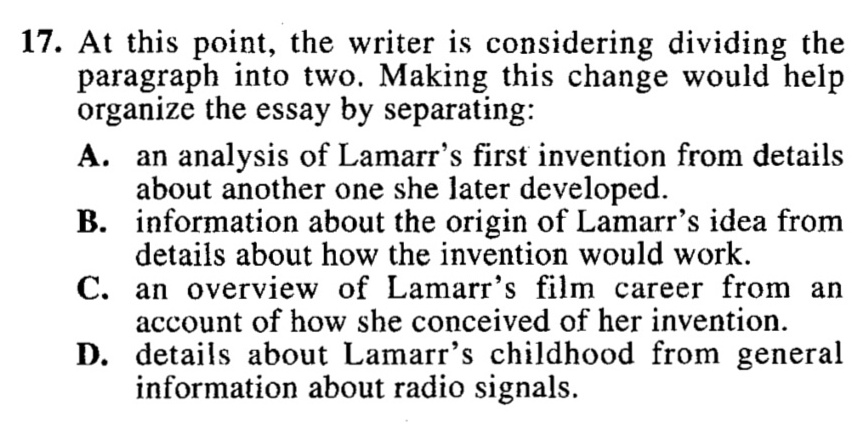 17. At this point, the writer is considering dividing the
paragraph into two. Making this change would help
organize the essay by separating:
A. an analysis of Lamarr's first invention from details
about another one she later developed.
B. information about the origin of Lamarr's idea from
details about how the invention would work.
C. an overview of Lamarr's film career from an
account of how she conceived of her invention.
D. details about Lamarr's childhood from general
information about radio signals.